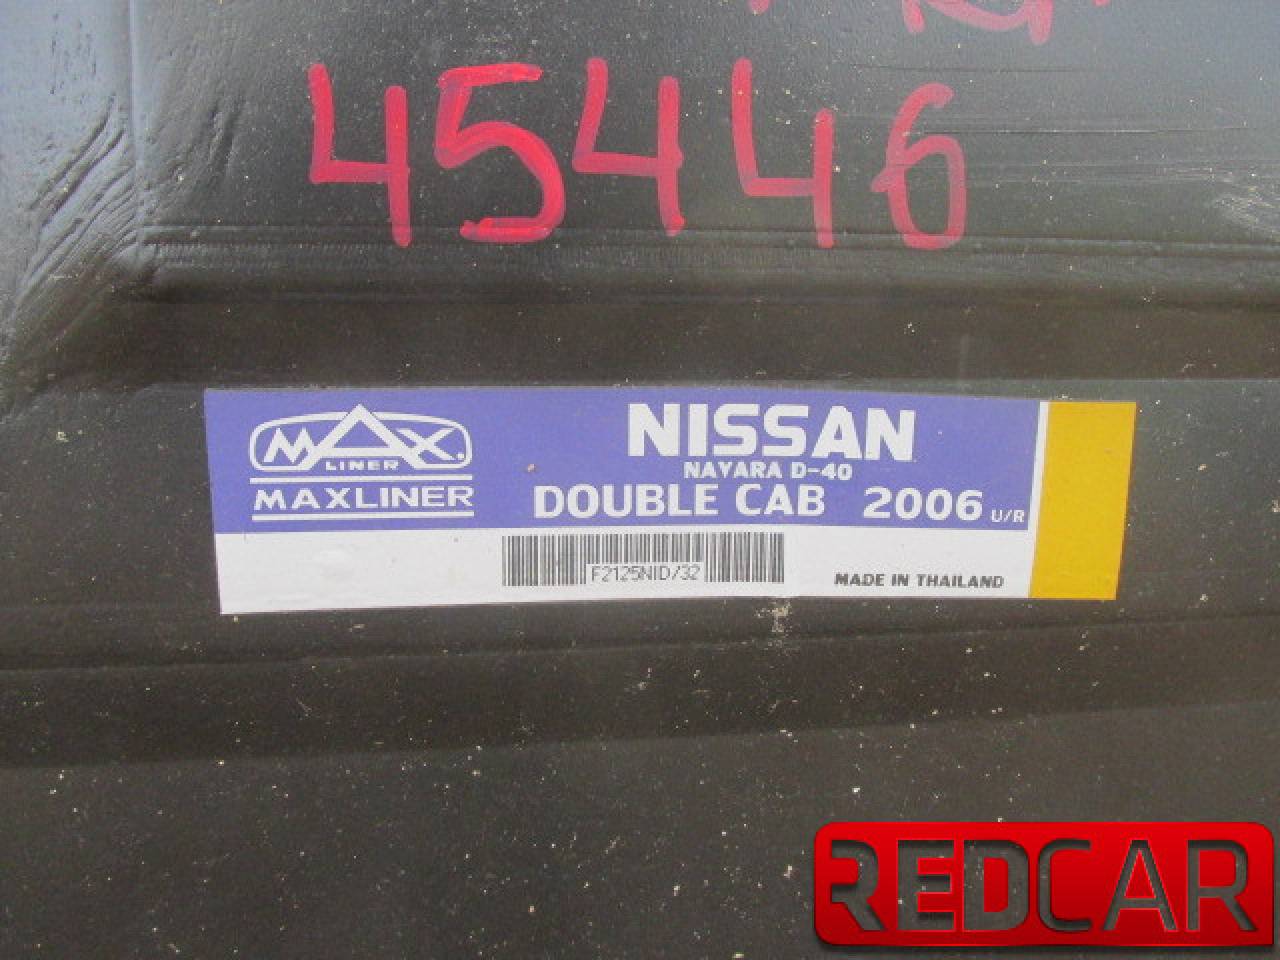 45446
MAX.
LINER
MAXLINER
NISSAN
NAVARA D-40
DOUBLE CAB 2006 U/R
F2125NID/32
MADE IN THAILAND
REDCAR